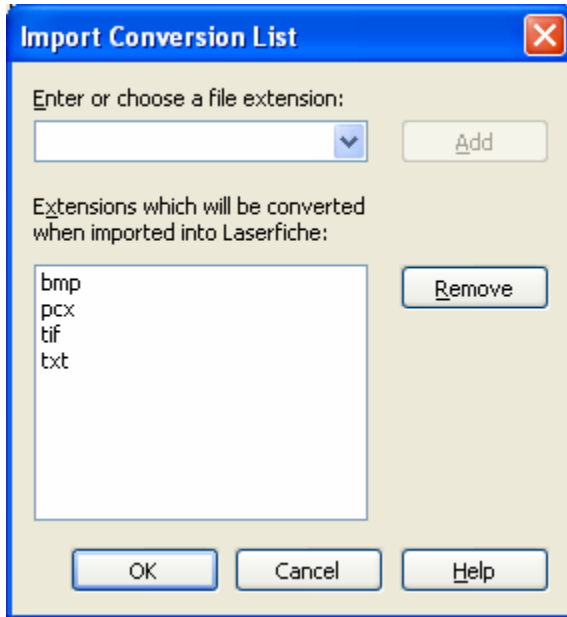 Import Conversion List
Enter or choose a file extension:
Add
Extensions which will be converted
when imported into Laserfiche:
bmp
pcx
tif
txt
Remove
OK
Cancel
Help